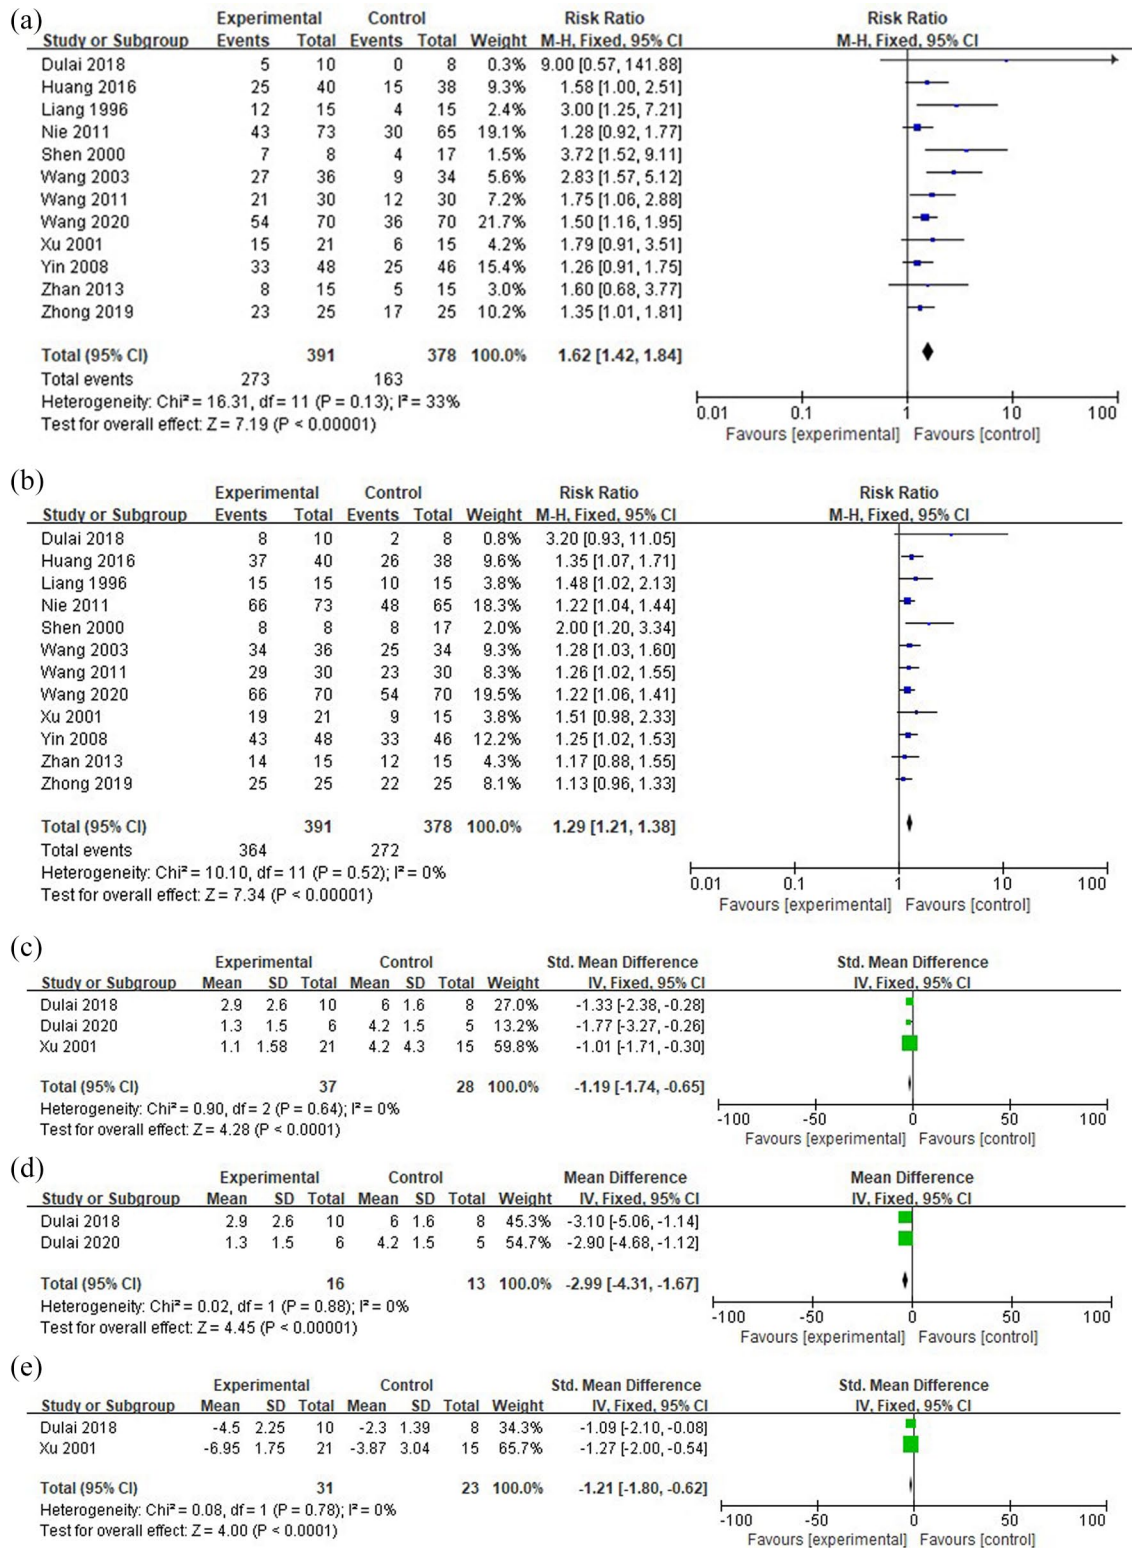 (a)
Experimental Control Risk Ratio Risk Ratio
Study or Subgroup Events Total Events Total Weight M-H, Fixed, 95% CI M-H, Fixed, 95% CI
Dulai 2018 5 10 0 8 0.3% 9.00 [0.57, 141.88]
Huang 2016 25 40 15 38 9.3% 1.58 [1.00, 2.51]
Liang 1996 12 15 4 15 2.4% 3.00 [1.25, 7.21]
Nie 2011 43 73 30 65 19.1% 1.28 [0.92, 1.77]
Shen 2000 7 8 4 17 1.5% 3.72 [1.52, 9.11]
Wang 2003 27 36 9 34 5.6% 2.83 [1.57, 5.12]
Wang 2011 21 30 12 30 7.2% 1.75 [1.06, 2.88]
Wang 2020 54 70 36 70 21.7% 1.50 [1.16, 1.95]
Xu 2001 15 21 6 15 4.2% 1.79 [0.91, 3.51]
Yin 2008 33 48 25 46 15.4% 1.26 [0.91, 1.75]
Zhan 2013 8 15 5 15 3.0% 1.60 [0.68, 3.77]
Zhong 2019 23 25 17 25 10.2% 1.35 [1.01, 1.81]
Total (95% CI) 391 378 100.0% 1.62 [1.42, 1.84]
Total events 273 163
Heterogeneity: Chi² = 16.31, df = 11 (P = 0.13); I² = 33%
Test for overall effect: Z = 7.19 (P < 0.00001)
0.01 0.1 1 10 100
Favours [experimental] Favours [control]
(b)
Experimental Control Risk Ratio Risk Ratio
Study or Subgroup Events Total Events Total Weight M-H, Fixed, 95% CI M-H, Fixed, 95% CI
Dulai 2018 8 10 2 8 0.8% 3.20 [0.93, 11.05]
Huang 2016 37 40 26 38 9.6% 1.35 [1.07, 1.71]
Liang 1996 15 15 10 15 3.8% 1.48 [1.02, 2.13]
Nie 2011 66 73 48 65 18.3% 1.22 [1.04, 1.44]
Shen 2000 8 8 8 17 2.0% 2.00 [1.20, 3.34]
Wang 2003 34 36 25 34 9.3% 1.28 [1.03, 1.60]
Wang 2011 29 30 23 30 8.3% 1.26 [1.02, 1.55]
Wang 2020 66 70 54 70 19.5% 1.22 [1.06, 1.41]
Xu 2001 19 21 9 15 3.8% 1.51 [0.98, 2.33]
Yin 2008 43 48 33 46 12.2% 1.25 [1.02, 1.53]
Zhan 2013 14 15 12 15 4.3% 1.17 [0.88, 1.55]
Zhong 2019 25 25 22 25 8.1% 1.13 [0.96, 1.33]
Total (95% CI) 391 378 100.0% 1.29 [1.21, 1.38]
Total events 364 272
Heterogeneity: Chi² = 10.10, df = 11 (P = 0.52); I² = 0%
Test for overall effect: Z = 7.34 (P < 0.00001)
0.01 0.1 1 10 100
Favours [experimental] Favours [control]
(c)
Experimental Control Std. Mean Difference Std. Mean Difference
Study or Subgroup Mean SD Total Mean SD Total Weight IV, Fixed, 95% CI IV, Fixed, 95% CI
Dulai 2018 2.9 2.6 10 6 1.6 8 27.0% -1.33 [-2.38, -0.28]
Dulai 2020 1.3 1.5 6 4.2 1.5 5 13.2% -1.77 [-3.27, -0.26]
Xu 2001 1.1 1.58 21 4.2 4.3 15 59.8% -1.01 [-1.71, -0.30]
Total (95% CI) 37 28 100.0% -1.19 [-1.74, -0.65]
Heterogeneity: Chi² = 0.90, df = 2 (P = 0.64); I² = 0%
Test for overall effect: Z = 4.28 (P < 0.0001)
-100 -50 0 50 100
Favours [experimental] Favours [control]
(d)
Experimental Control Mean Difference Mean Difference
Study or Subgroup Mean SD Total Mean SD Total Weight IV, Fixed, 95% CI IV, Fixed, 95% CI
Dulai 2018 2.9 2.6 10 6 1.6 8 45.3% -3.10 [-5.06, -1.14]
Dulai 2020 1.3 1.5 6 4.2 1.5 5 54.7% -2.90 [-4.68, -1.12]
Total (95% CI) 16 13 100.0% -2.99 [-4.31, -1.67]
Heterogeneity: Chi² = 0.02, df = 1 (P = 0.88); I² = 0%
Test for overall effect: Z = 4.45 (P < 0.00001)
-100 -50 0 50 100
Favours [experimental] Favours [control]
(e)
Experimental Control Std. Mean Difference Std. Mean Difference
Study or Subgroup Mean SD Total Mean SD Total Weight IV, Fixed, 95% CI IV, Fixed, 95% CI
Dulai 2018 -4.5 2.25 10 -2.3 1.39 8 34.3% -1.09 [-2.10, -0.08]
Xu 2001 -6.95 1.75 21 -3.87 3.04 15 65.7% -1.27 [-2.00, -0.54]
Total (95% CI) 31 23 100.0% -1.21 [-1.80, -0.62]
Heterogeneity: Chi² = 0.08, df = 1 (P = 0.78); I² = 0%
Test for overall effect: Z = 4.00 (P < 0.0001)
-100 -50 0 50 100
Favours [experimental] Favours [control]